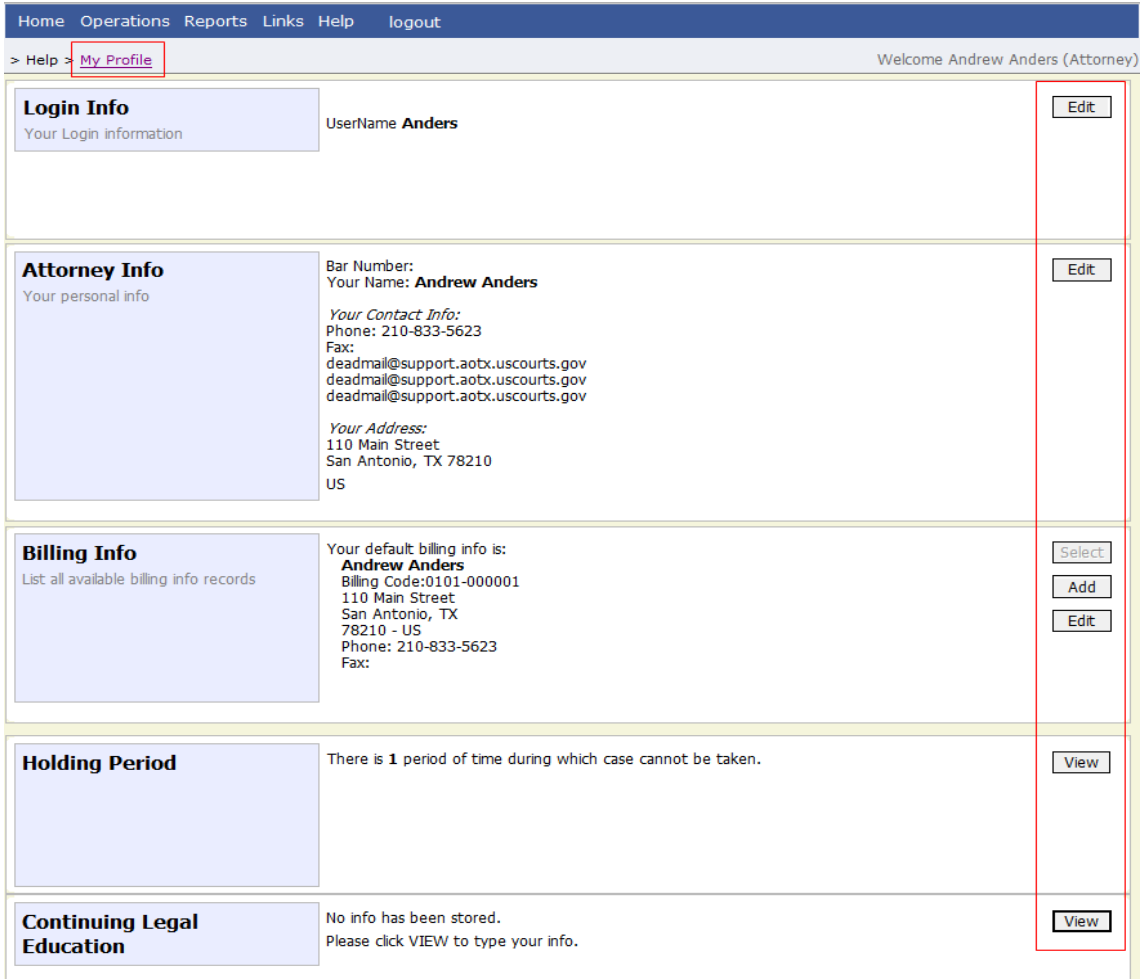 Home Operations Reports Links Help logout
> Help > My Profile
Welcome Andrew Anders (Attorney)
Login Info
Your Login information
UserName Anders
Edit
Attorney Info
Your personal info
Bar Number:
Your Name: Andrew Anders
Your Contact Info:
Phone: 210-833-5623
Fax:
deadmail@support.aotx.uscourts.gov
deadmail@support.aotx.uscourts.gov
deadmail@support.aotx.uscourts.gov
Your Address:
110 Main Street
San Antonio, TX 78210
US
Edit
Billing Info
List all available billing info records
Your default billing info is:
Andrew Anders
Billing Code:0101-000001
110 Main Street
San Antonio, TX
78210 - US
Phone: 210-833-5623
Fax:
Select
Add
Edit
Holding Period
There is 1 period of time during which case cannot be taken.
View
Continuing Legal
Education
No info has been stored.
Please click VIEW to type your info.
View